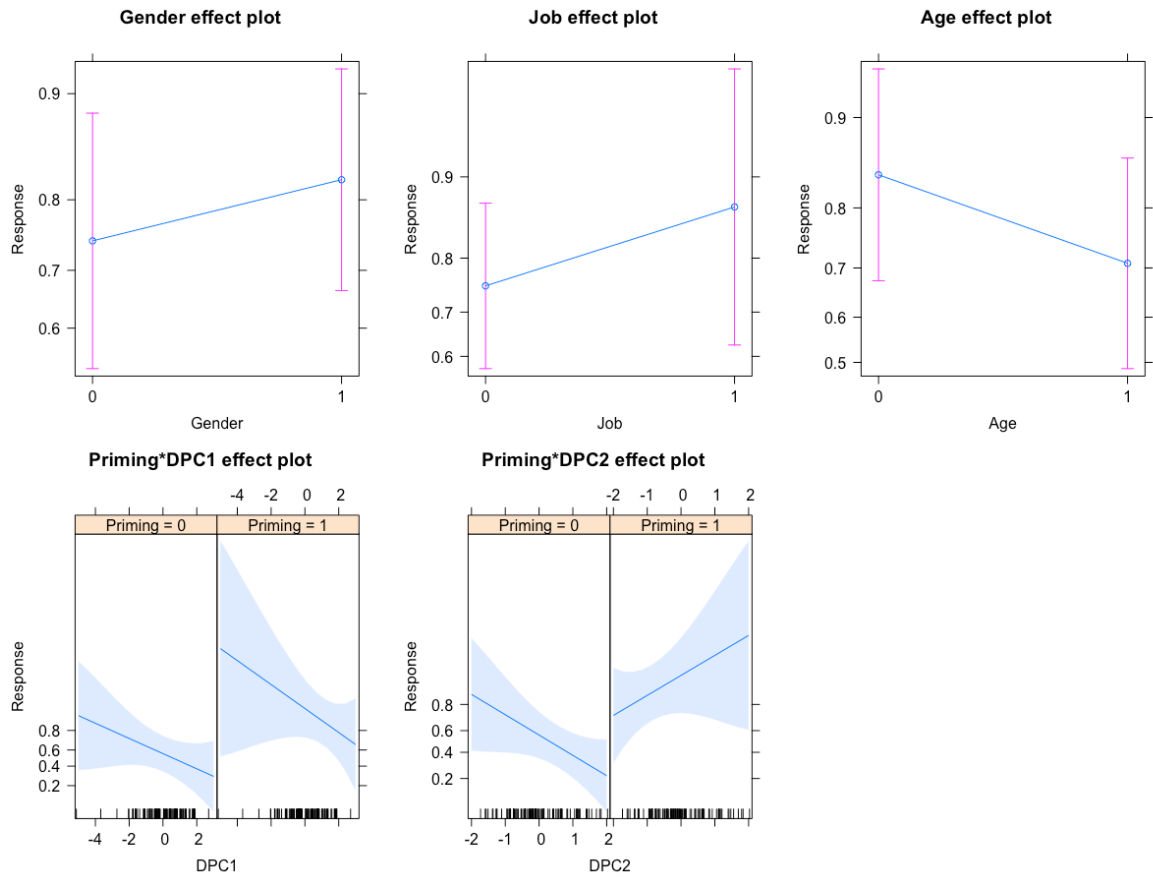 Gender effect plot
Response
0.9
0.8
0.7
0.6
0 1
Gender
Job effect plot
Response
0.9
0.8
0.7
0.6
0 1
Job
Age effect plot
Response
0.9
0.8
0.7
0.6
0.5
0 1
Age
Priming*DPC1 effect plot
-4 -2 0 2
Priming = 0 Priming = 1
Response
0.8
0.6
0.4
0.2
-4 -2 0 2
DPC1
Priming*DPC2 effect plot
-2 -1 0 1 2
Priming = 0 Priming = 1
Response
0.8
0.6
0.4
0.2
-2 -1 0 1 2
DPC2